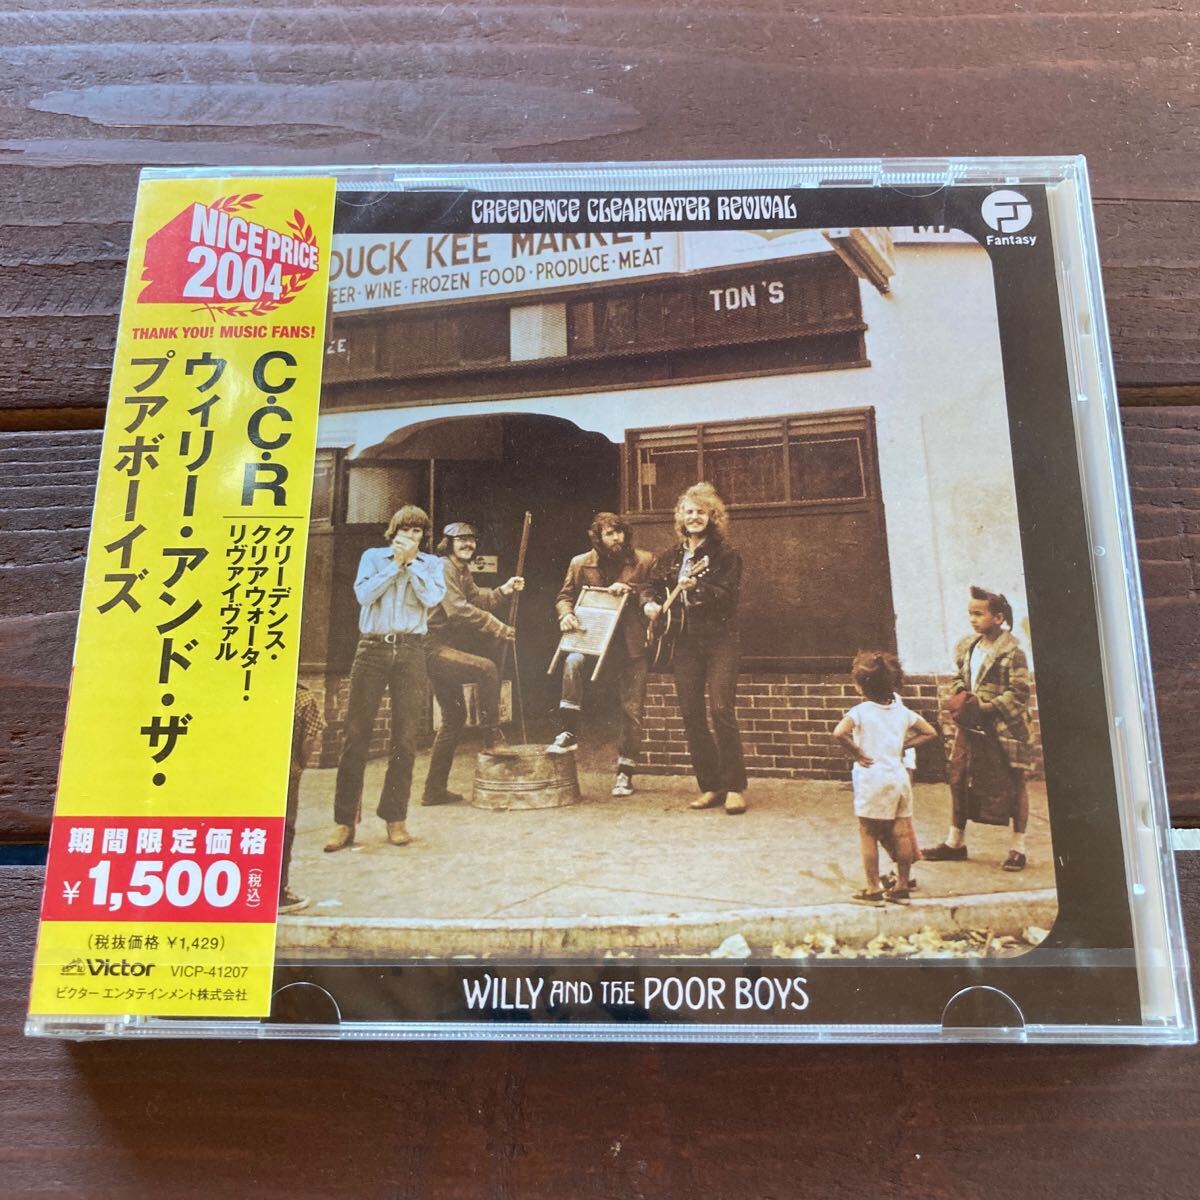 NICE PRICE
2004
THANK YOU! MUSIC FANS!
C.C.R
クリーデンス・
クリアウォーター・
リヴァイヴァル
ウィリー・アンド・ザ・
プアボーイズ
期間限定価格
¥1,500(税込)
(税抜価格 ¥1,429)
Victor VICP-41207
ビクター エンタテインメント株式会社
CREEDENCE CLEARWATER REVIVAL
Fantasy
DUCK KEE MARKET
BEER·WINE·FROZEN FOOD·PRODUCE·MEAT
TON'S
WILLY AND THE POOR BOYS